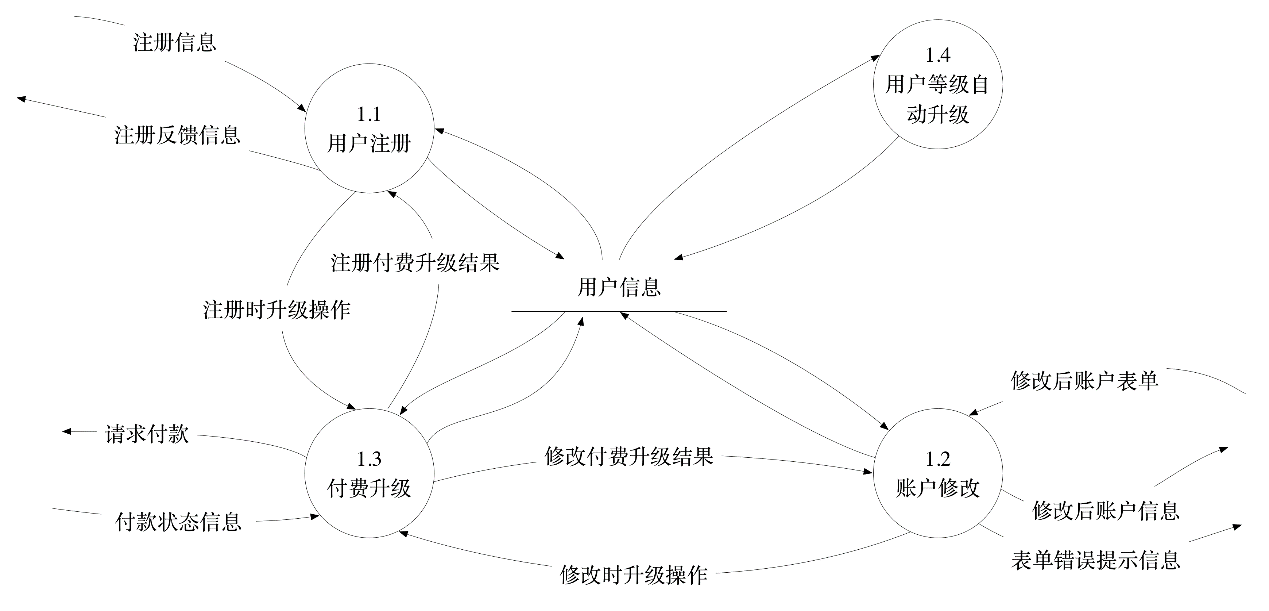 注册信息
1.4
用户等级自
动升级
1.1
用户注册
注册反馈信息
注册付费升级结果
用户信息
注册时升级操作
修改后账户表单
请求付款
1.3
付费升级
修改付费升级结果
1.2
账户修改
付款状态信息
修改后账户信息
表单错误提示信息
修改时升级操作